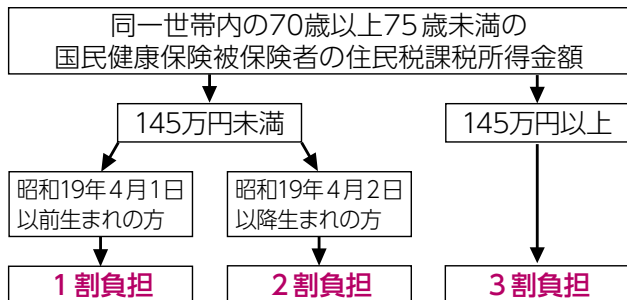 同一世帯内の70歳以上75歳未満の
国民健康保険被保険者の住民税課税所得金額
145万円未満
145万円以上
昭和19年4月1日
以前生まれの方
昭和19年4月2日
以降生まれの方
1割負担
2割負担
3割負担